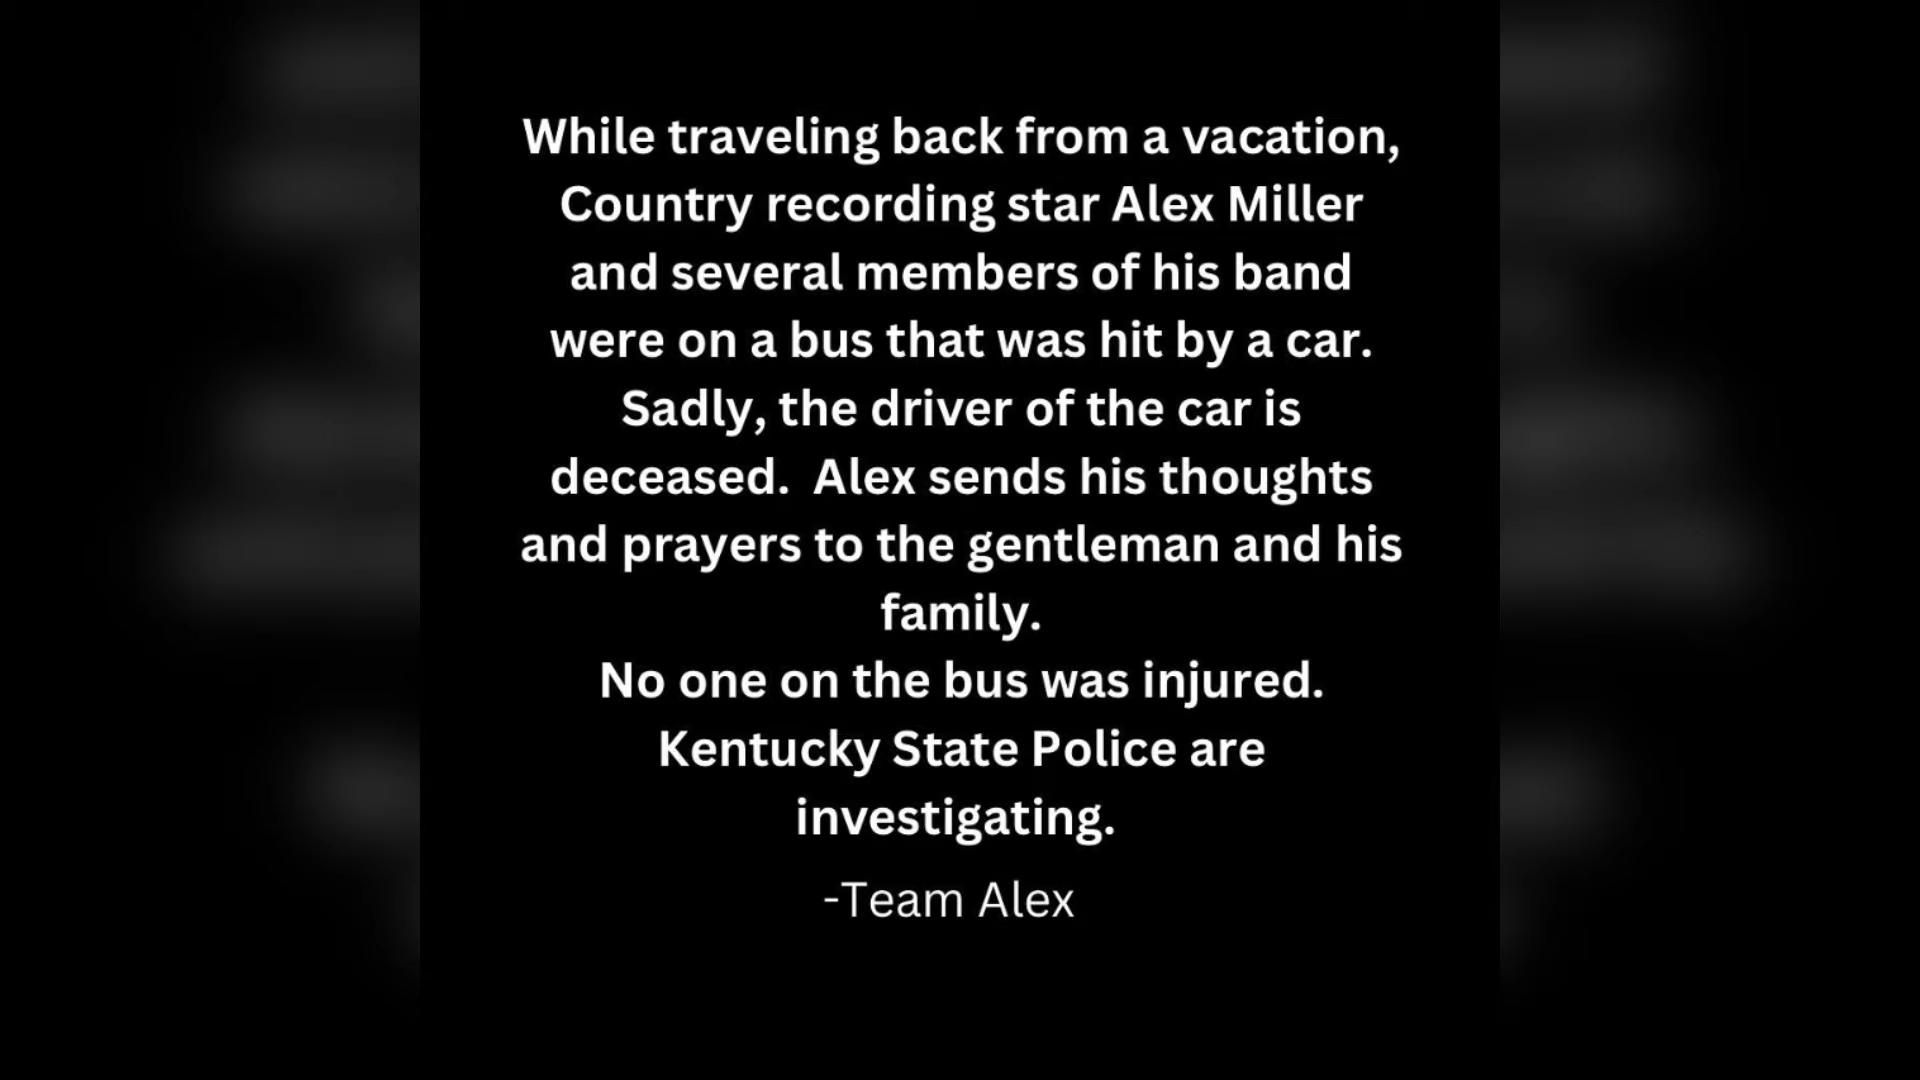 While traveling back from a vacation,
Country recording star Alex Miller
and several members of his band
were on a bus that was hit by a car.
Sadly, the driver of the car is
deceased.  Alex sends his thoughts
and prayers to the gentleman and his
family.
No one on the bus was injured.
Kentucky State Police are
investigating.
-Team Alex